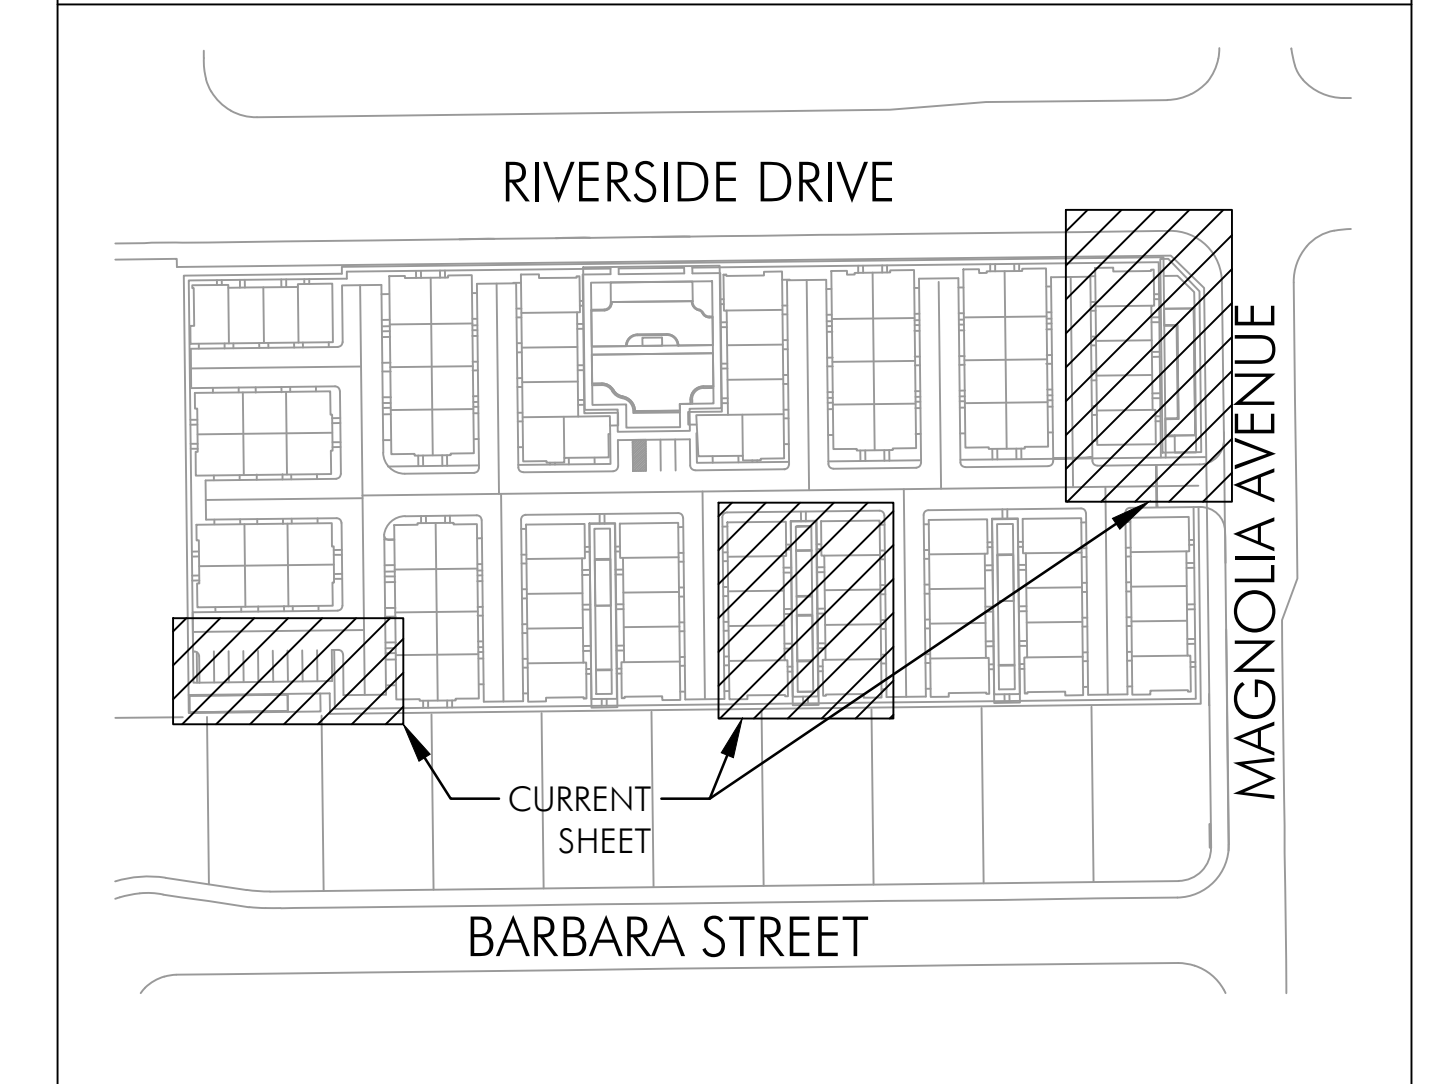 RIVERSIDE DRIVE
MAGNOLIA AVENUE
CURRENT
SHEET
BARBARA STREET